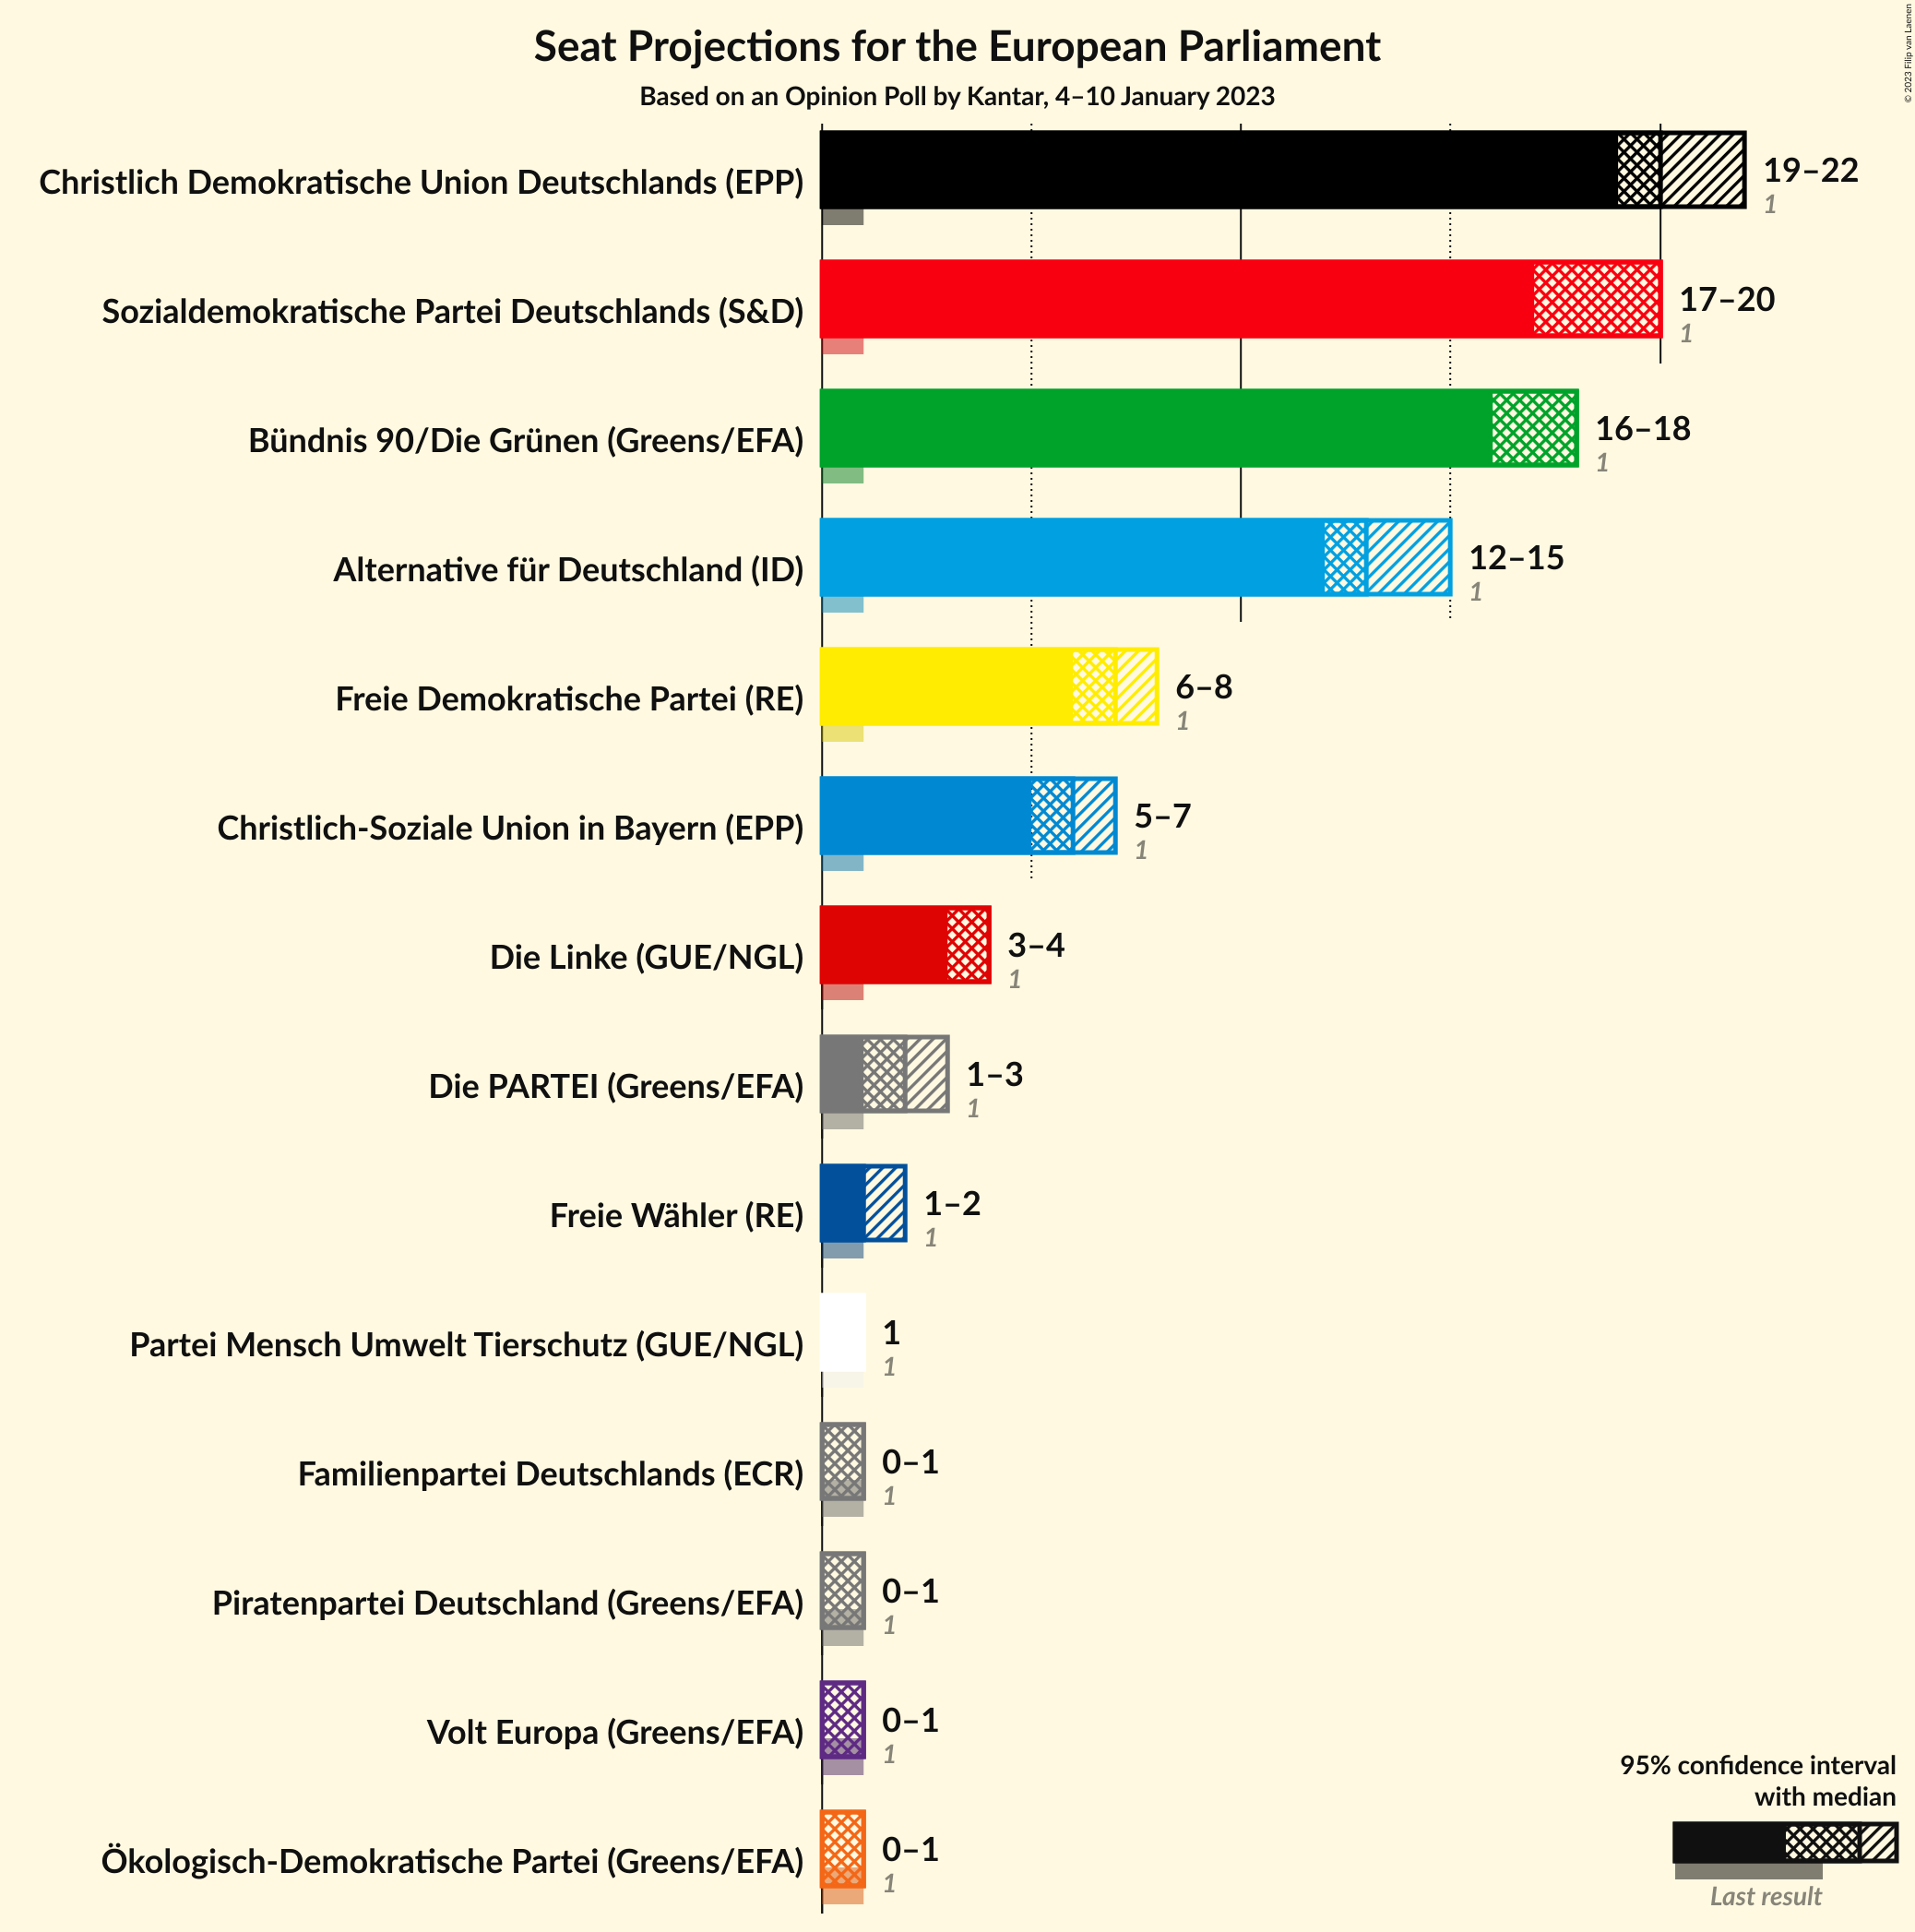 Seat Projections for the European Parliament
Based on an Opinion Poll by Kantar, 4–10 January 2023
© 2023 Filip van Laenen
Christlich Demokratische Union Deutschlands (EPP)
19–22
1
Sozialdemokratische Partei Deutschlands (S&D)
17–20
1
Bündnis 90/Die Grünen (Greens/EFA)
16–18
1
Alternative für Deutschland (ID)
12–15
1
Freie Demokratische Partei (RE)
6–8
1
Christlich-Soziale Union in Bayern (EPP)
5–7
1
Die Linke (GUE/NGL)
3–4
1
Die PARTEI (Greens/EFA)
1–3
1
Freie Wähler (RE)
1–2
1
Partei Mensch Umwelt Tierschutz (GUE/NGL)
1
1
Familienpartei Deutschlands (ECR)
0–1
1
Piratenpartei Deutschland (Greens/EFA)
0–1
1
Volt Europa (Greens/EFA)
0–1
1
Ökologisch-Demokratische Partei (Greens/EFA)
0–1
1
95% confidence interval
with median
Last result